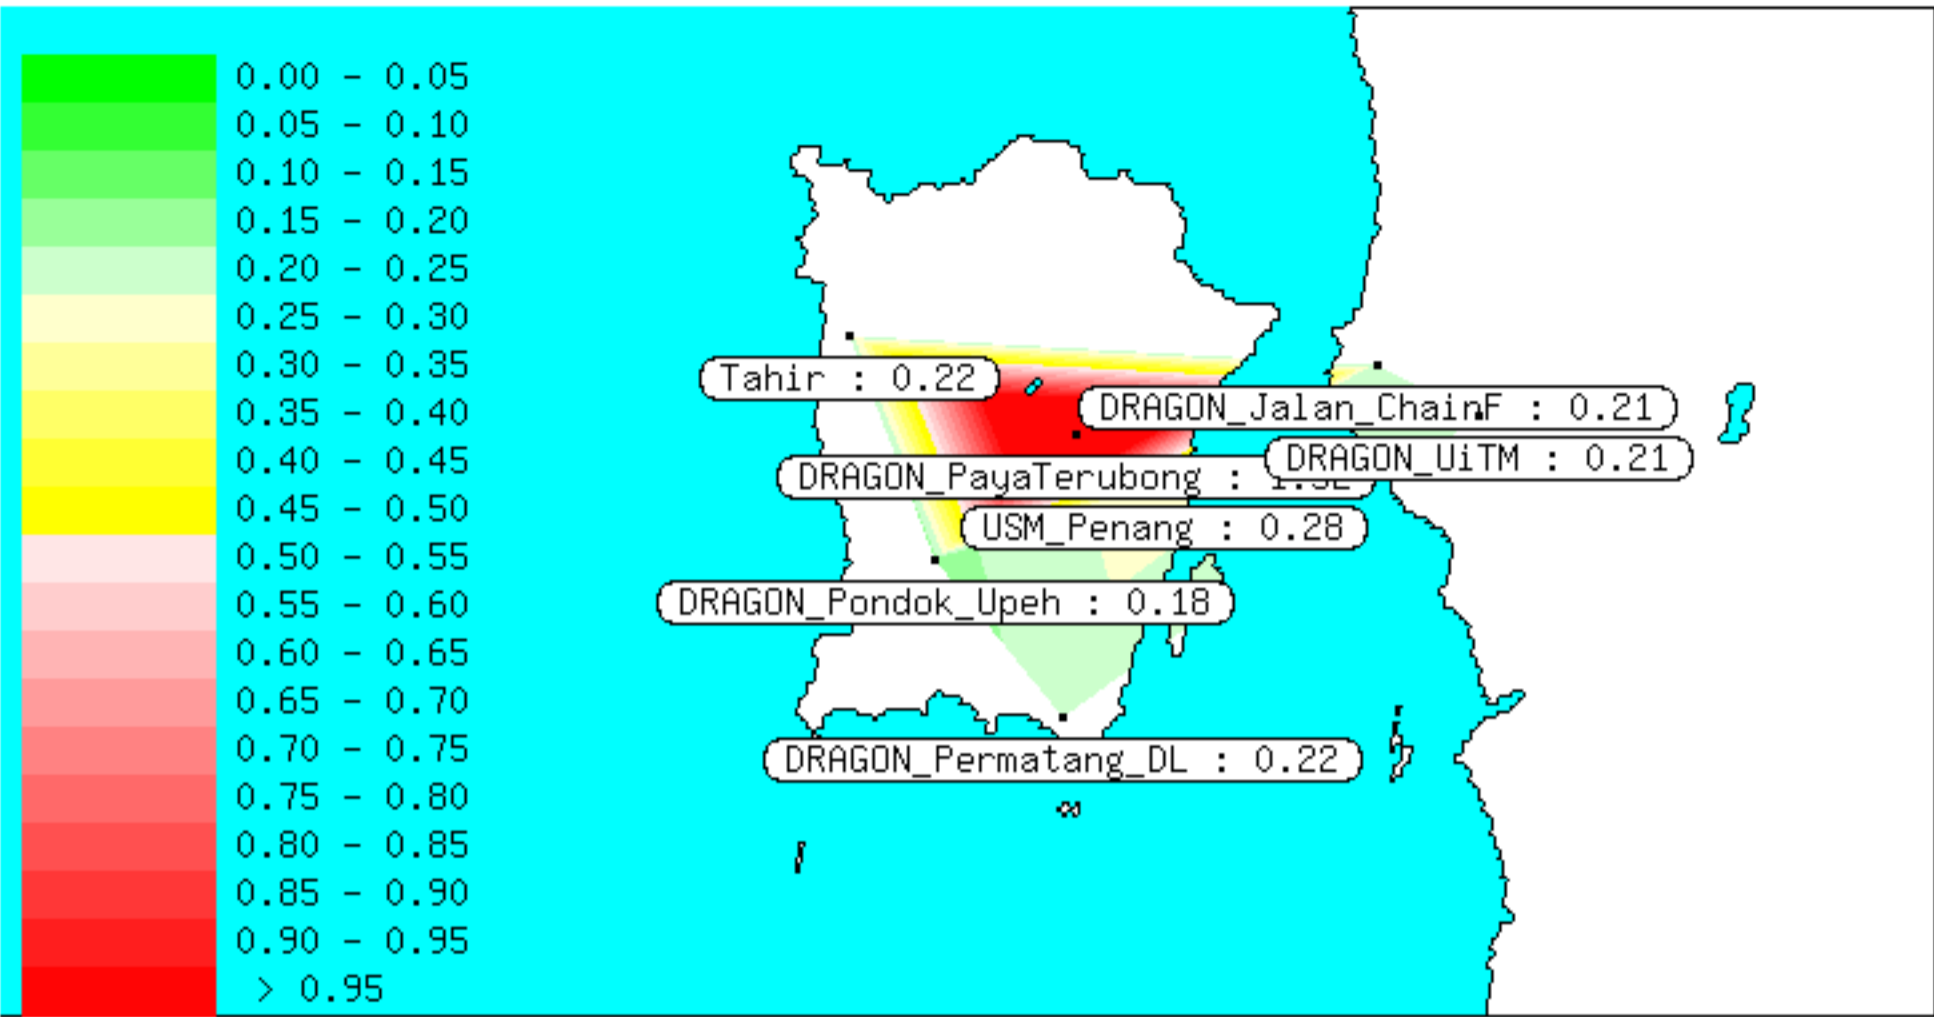 0.00 - 0.05
0.05 - 0.10
0.10 - 0.15
0.15 - 0.20
0.20 - 0.25
0.25 - 0.30
0.30 - 0.35
0.35 - 0.40
0.40 - 0.45
0.45 - 0.50
0.50 - 0.55
0.55 - 0.60
0.60 - 0.65
0.65 - 0.70
0.70 - 0.75
0.75 - 0.80
0.80 - 0.85
0.85 - 0.90
0.90 - 0.95
> 0.95
Tahir : 0.22
DRAGON_Jalan_ChainF : 0.21
DRAGON_UiTM : 0.21
DRAGON_PayaTerubong :
USM_Penang : 0.28
DRAGON_Pondok_Upeh : 0.18
DRAGON_Permatang_DL : 0.22